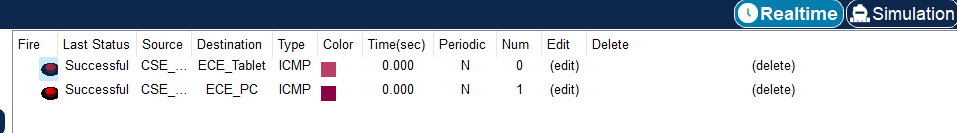 Realtime Simulation
Fire Last Status Source Destination Type Color Time(sec) Periodic Num Edit Delete
Successful CSE_... ECE_Tablet ICMP 0.000 N 0 (edit) (delete)
Successful CSE_... ECE_PC ICMP 0.000 N 1 (edit) (delete)